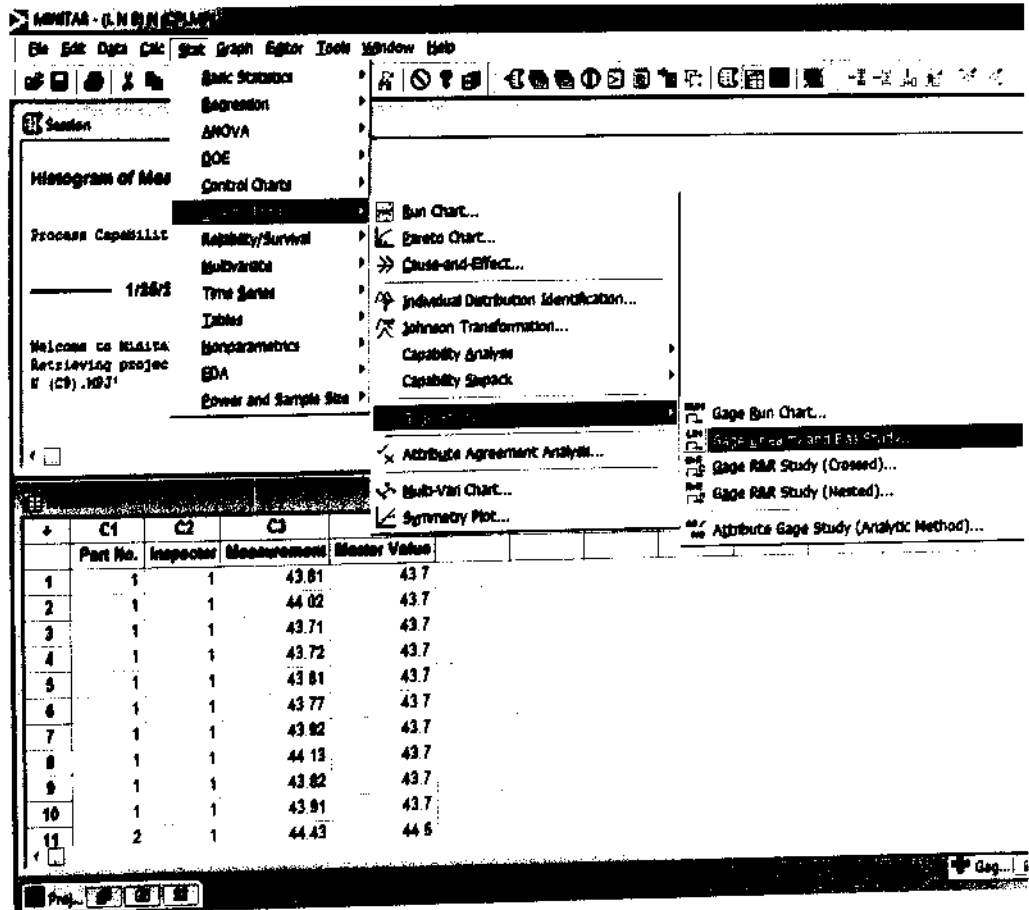 MINITAB -
File Edit Data Calc Stat Graph Editor Tools Window Help
Basic Statistics
Regression
ANOVA
DOE
Control Charts
Reliability/Survival
Multivariate
Time Series
Tables
Nonparametrics
EDA
Power and Sample Size
Run Chart...
Pareto Chart...
Cause-and-Effect...
Individual Distribution Identification...
Johnson Transformation...
Capability Analysis
Capability Sixpack
Attribute Agreement Analysis...
Multi-Vari Chart...
Symmetry Plot...
Gage Run Chart...
Gage Linearity and Bias Study...
Gage R&R Study (Crossed)...
Gage R&R Study (Nested)...
Attribute Gage Study (Analytic Method)...
Session
Histogram of Mea
Process Capabilit
Welcome to Minita
Retrieving projec
N (C9).MPJ'
C1 C2 C3
Part No. Inspector Measurement Master Value
1 1 1 43.81 43.7
2 1 1 44.02 43.7
3 1 1 43.71 43.7
4 1 1 43.72 43.7
5 1 1 43.81 43.7
6 1 1 43.77 43.7
7 1 1 43.92 43.7
8 1 1 44.13 43.7
9 1 1 43.82 43.7
10 1 1 43.91 43.7
11 2 1 44.43
Proj...
Gag...